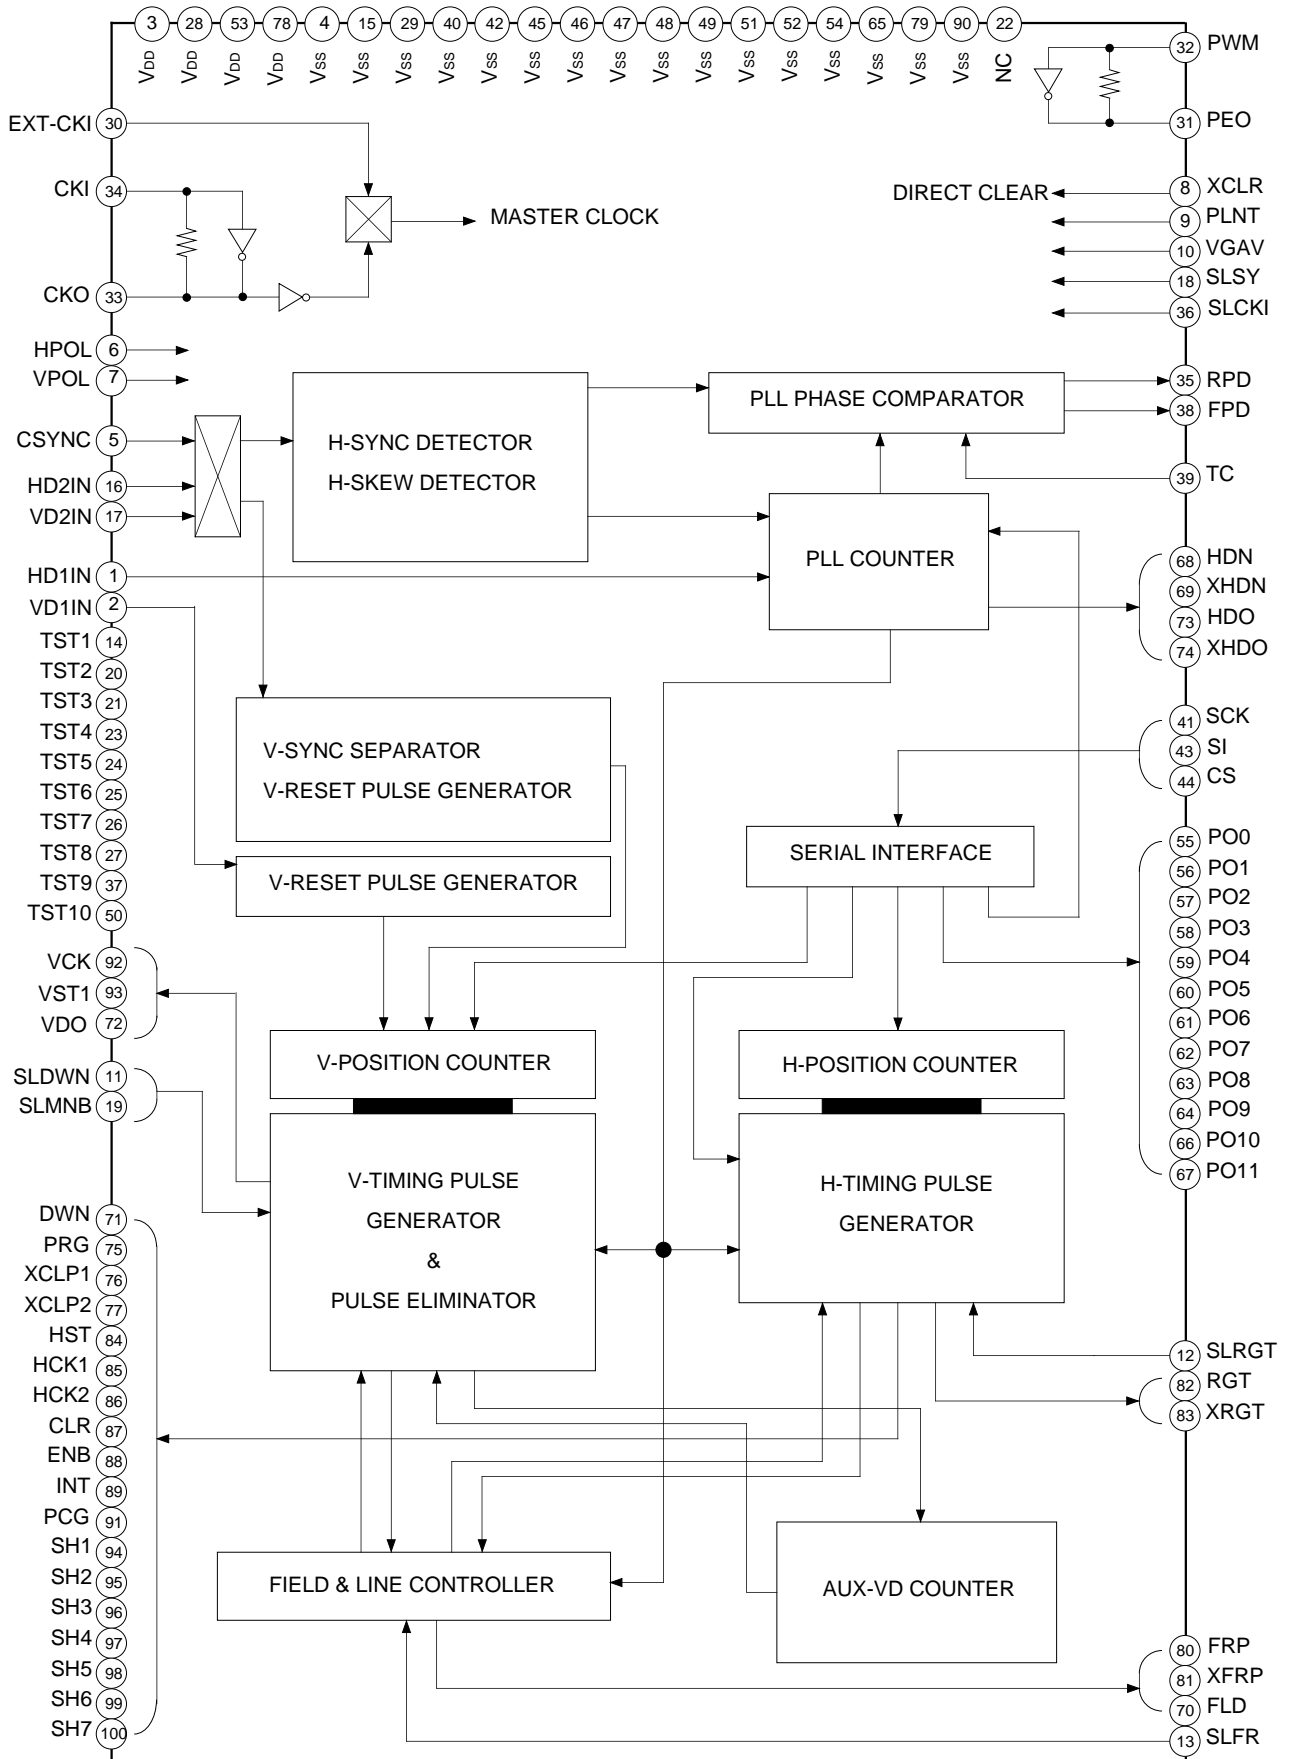 3 28 53 78 4 15 29 40 42 45 46 47 48 49 51 52 54 65 79 90 22
VDD VDD VDD VDD VSS VSS VSS VSS VSS VSS VSS VSS VSS VSS VSS VSS VSS VSS VSS VSS NC
32 PWM
31 PEO
EXT-CKI 30
CKI 34
CKO 33
MASTER CLOCK
DIRECT CLEAR
8 XCLR
9 PLNT
10 VGAV
18 SLSY
36 SLCKI
HPOL 6
VPOL 7
CSYNC 5
HD2IN 16
VD2IN 17
H-SYNC DETECTOR
H-SKEW DETECTOR
PLL PHASE COMPARATOR
35 RPD
38 FPD
39 TC
PLL COUNTER
HD1IN 1
VD1IN 2
68 HDN
69 XHDN
73 HDO
74 XHDO
TST1 14
TST2 20
TST3 21
TST4 23
TST5 24
TST6 25
TST7 26
TST8 27
TST9 37
TST10 50
V-SYNC SEPARATOR
V-RESET PULSE GENERATOR
V-RESET PULSE GENERATOR
41 SCK
43 SI
44 CS
SERIAL INTERFACE
55 PO0
56 PO1
57 PO2
58 PO3
59 PO4
60 PO5
61 PO6
62 PO7
63 PO8
64 PO9
66 PO10
67 PO11
VCK 92
VST1 93
VDO 72
SLDWN 11
SLMNB 19
V-POSITION COUNTER
H-POSITION COUNTER
V-TIMING PULSE
GENERATOR
&
PULSE ELIMINATOR
H-TIMING PULSE
GENERATOR
DWN 71
PRG 75
XCLP1 76
XCLP2 77
HST 84
HCK1 85
HCK2 86
CLR 87
ENB 88
INT 89
PCG 91
SH1 94
SH2 95
SH3 96
SH4 97
SH5 98
SH6 99
SH7 100
12 SLRGT
82 RGT
83 XRGT
FIELD & LINE CONTROLLER
AUX-VD COUNTER
80 FRP
81 XFRP
70 FLD
13 SLFR